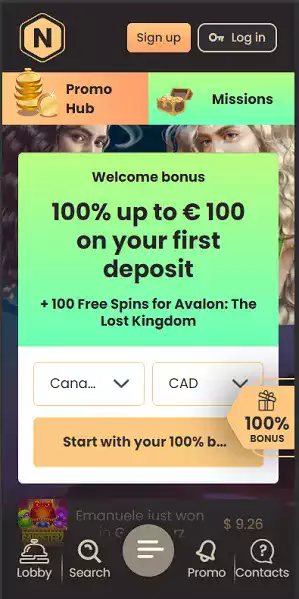 N
Sign up
Log in
Promo
Hub
Missions
Welcome bonus
100% up to € 100
on your first
deposit
+ 100 Free Spins for Avalon: The
Lost Kingdom
Cana...
CAD
100%
BONUS
Start with your 100% b...
Emanuele just won
in
$ 9.26
Lobby
Search
Promo
Contacts